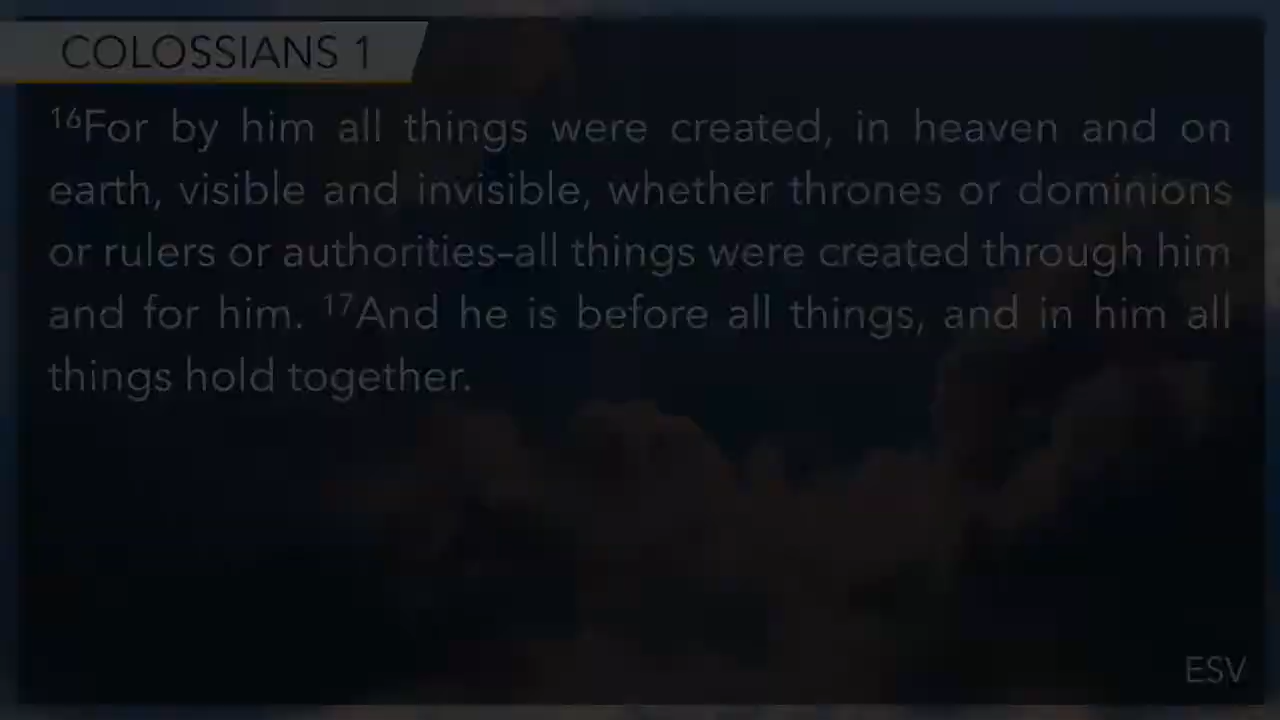 COLOSSIANS 1
16For by him all things were created, in heaven and on
earth, visible and invisible, whether thrones or dominions
or rulers or authorities–all things were created through him
and for him. 17And he is before all things, and in him all
things hold together.
ESV